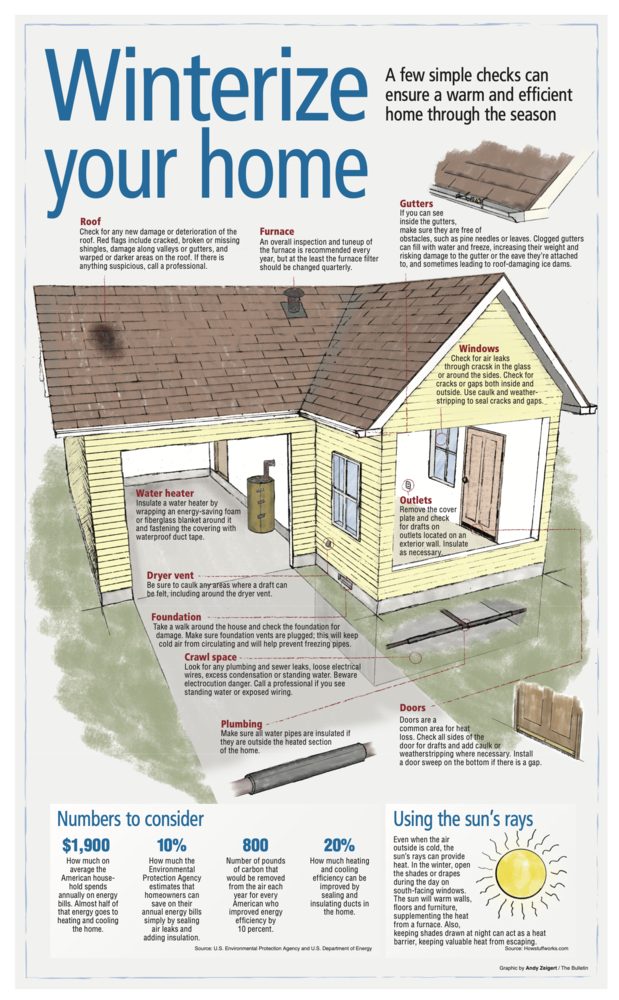 Winterize
your home
A few simple checks can
ensure a warm and efficient
home through the season
Roof
Check for any new damage or deterioration of the
roof. Red flags include cracked, broken or missing
shingles, damage along valleys or gutters, and
warped or darker areas on the roof. If there is
anything suspicious, call a professional.
Furnace
An overall inspection and tuneup of
the furnace is recommended every
year, but at the least the furnace filter
should be changed quarterly.
Gutters
If you can see
inside the gutters,
make sure they are free of
obstacles, such as pine needles or leaves. Clogged gutters
can fill with water and freeze, increasing their weight and
risking damage to the gutter or the eave they're attached
to, and sometimes leading to roof-damaging ice dams.
Windows
Check for air leaks
through cracsk in the glass
or around the sides. Check for
cracks or gaps both inside and
outside. Use caulk and weather-
stripping to seal cracks and gaps.
Water heater
Insulate a water heater by
wrapping an energy-saving foam
or fiberglass blanket around it
and fastening the covering with
waterproof duct tape.
Outlets
Remove the cover
plate and check
for drafts on
outlets located on an
exterior wall. Insulate
as necessary.
Dryer vent
Be sure to caulk any areas where a draft can
be felt, including around the dryer vent.
Foundation
Take a walk around the house and check the foundation for
damage. Make sure foundation vents are plugged; this will keep
cold air from circulating and will help prevent freezing pipes.
Crawl space
Look for any plumbing and sewer leaks, loose electrical
wires, excess condensation or standing water. Beware
electrocution danger. Call a professional if you see
standing water or exposed wiring.
Plumbing
Make sure all water pipes are insulated if
they are outside the heated section
of the home.
Doors
Doors are a
common area for heat
loss. Check all sides of the
door for drafts and add caulk or
weatherstripping where necessary. Install
a door sweep on the bottom if there is a gap.
Numbers to consider
$1,900
How much on
average the
American house-
hold spends
annually on energy
bills. Almost half of
that energy goes to
heating and cooling
the home.
10%
How much the
Environmental
Protection Agency
estimates that
homeowners can
save on their
annual energy bills
simply by sealing
air leaks and
adding insulation.
800
Number of pounds
of carbon that
would be removed
from the air each
year for every
American who
improved energy
efficiency by
10 percent.
20%
How much heating
and cooling
efficiency can be
improved by
sealing and
insulating ducts in
the home.
Source: U.S. Environmental Protection Agency and U.S. Department of Energy
Using the sun's rays
Even when the air
outside is cold, the
sun's rays can provide
heat. In the winter, open
the shades or drapes
during the day on
south-facing windows.
The sun will warm walls,
floors and furniture,
supplementing the heat
from a furnace. Also,
keeping shades drawn at night can act as a heat
barrier, keeping valuable heat from escaping.
Source: Howstuffworks.com
Graphic by Andy Zeigert / The Bulletin